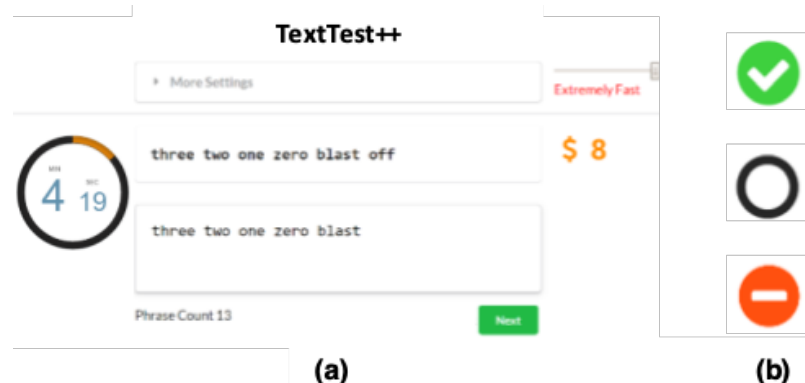 TextTest++
More Settings
Extremely Fast
three two one zero blast off
$ 8
MIN
SEC
4 19
three two one zero blast
Phrase Count 13
Next
(a)
(b)